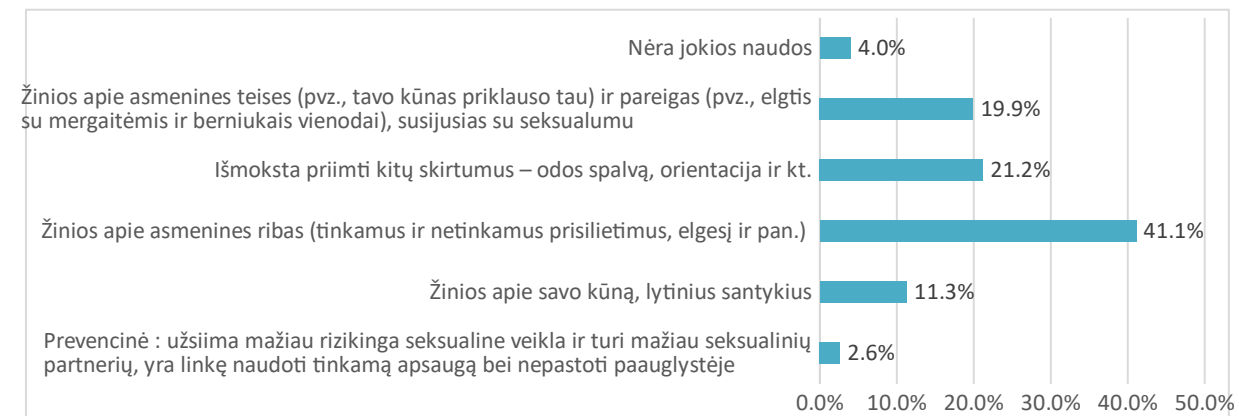 Nėra jokios naudos
4.0%
Žinios apie asmenines teises (pvz., tavo kūnas priklauso tau) ir pareigas (pvz., elgtis
su mergaitėmis ir berniukais vienodai), susijusias su seksualumu
19.9%
Išmoksta priimti kitų skirtumus – odos spalvą, orientacija ir kt.
21.2%
Žinios apie asmenines ribas (tinkamus ir netinkamus prisilietimus, elgesį ir pan.)
41.1%
Žinios apie savo kūną, lytinius santykius
11.3%
Prevencinė : užsiima mažiau rizikinga seksualine veikla ir turi mažiau seksualinių
partnerių, yra linkę naudoti tinkamą apsaugą bei nepastoti paauglystėje
2.6%
0.0% 10.0% 20.0% 30.0% 40.0% 50.0%